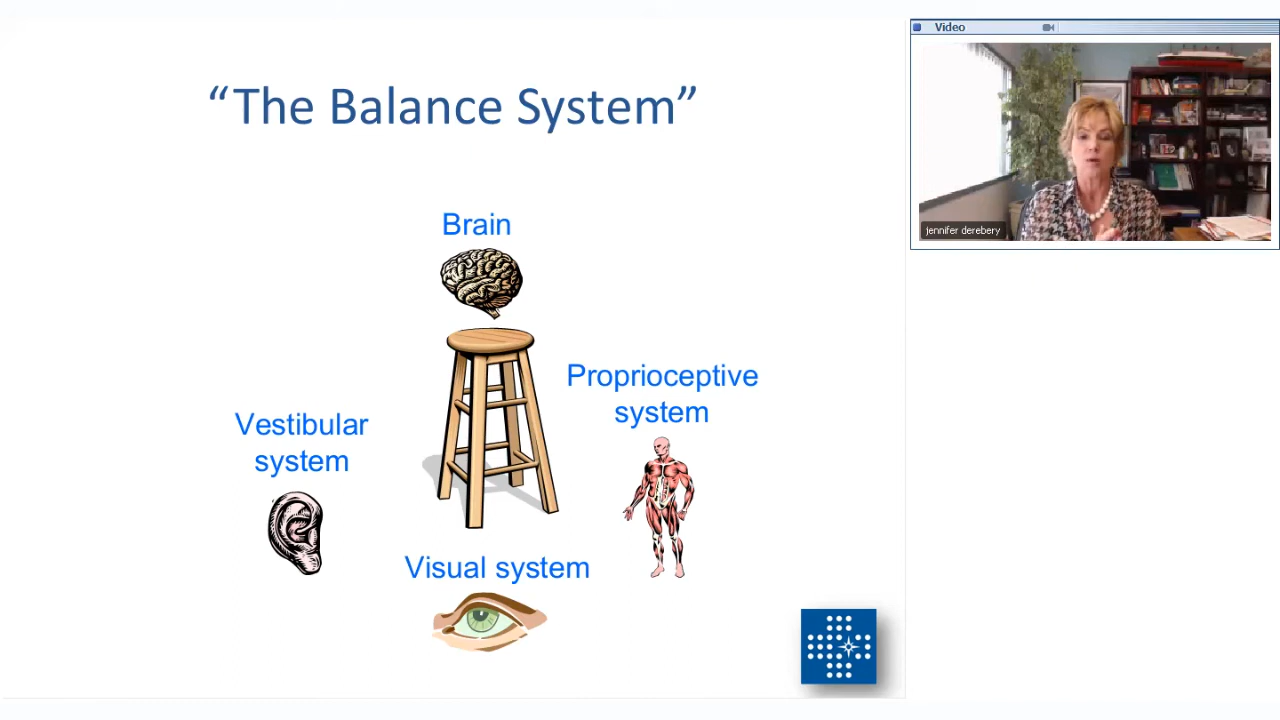 “The Balance System”
Brain
Proprioceptive
system
Vestibular
system
Visual system
Video
jennifer derebery